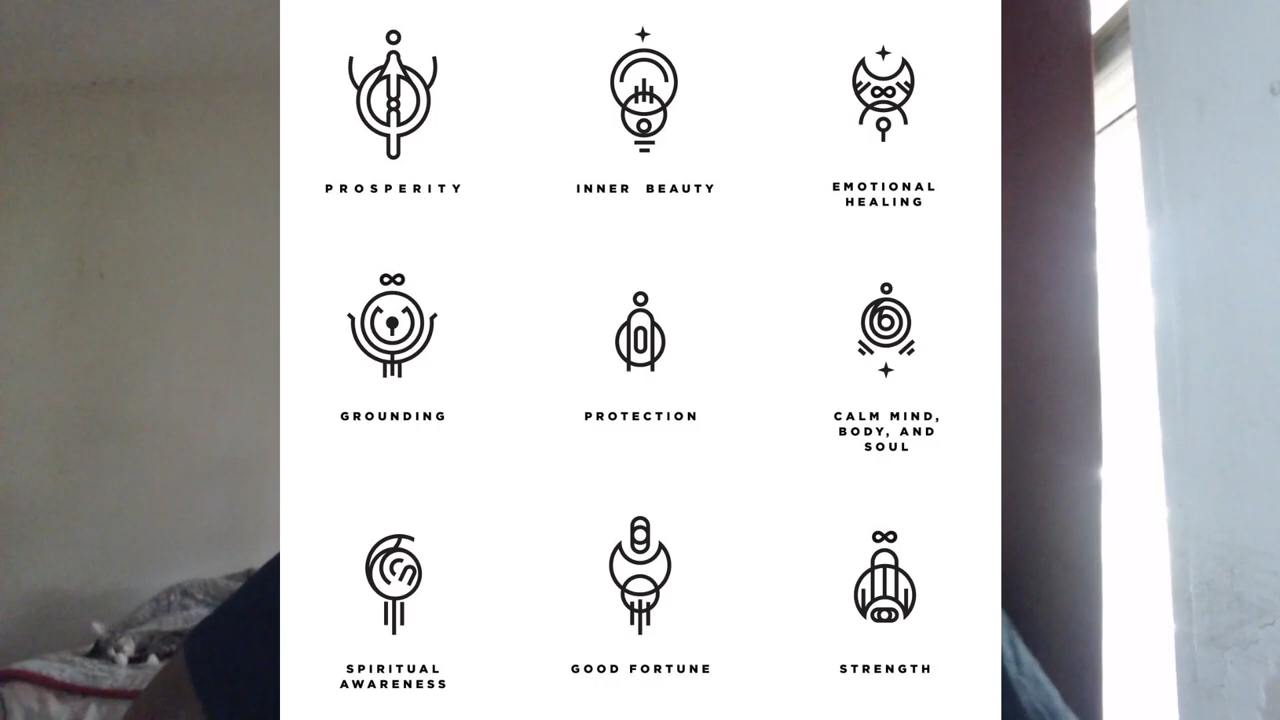 PROSPERITY
INNER BEAUTY
EMOTIONAL
HEALING
GROUNDING
PROTECTION
CALM MIND,
BODY, AND
SOUL
SPIRITUAL
AWARENESS
GOOD FORTUNE
STRENGTH